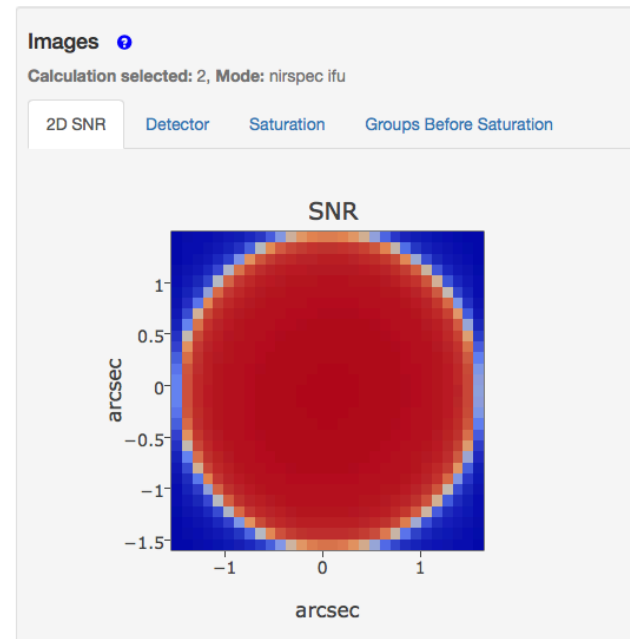 Images ?
Calculation selected: 2, Mode: nirspec ifu
2D SNR Detector Saturation Groups Before Saturation
SNR
1
0.5
0
−0.5
−1
−1.5
arcsec
−1 0 1
arcsec